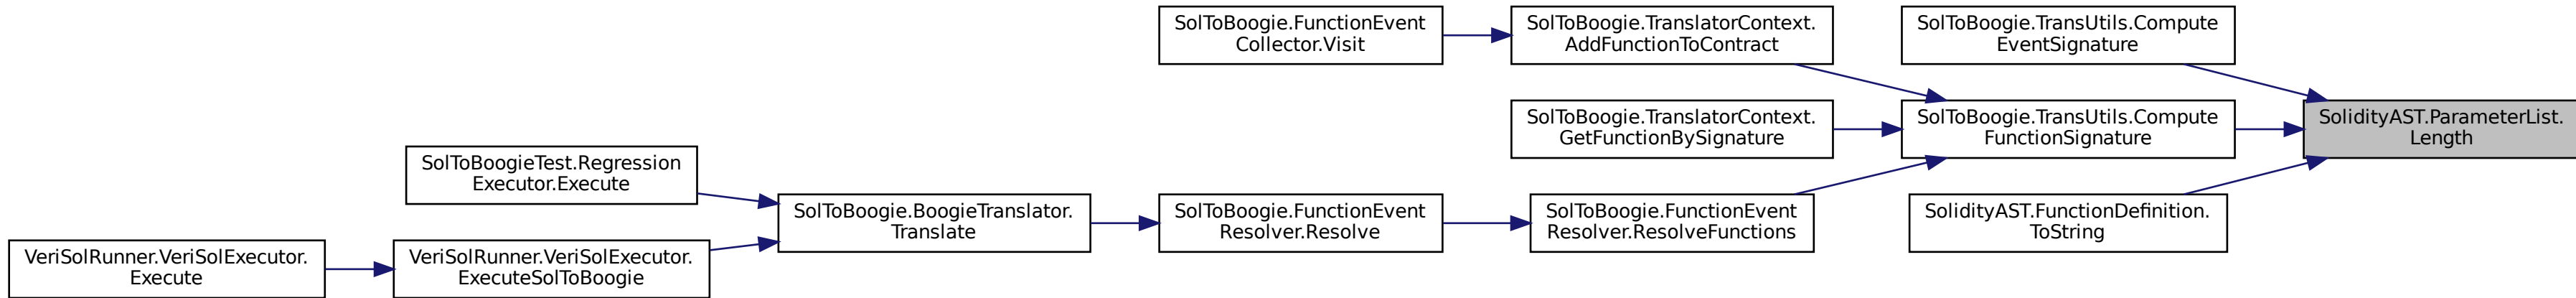 SolToBoogie.FunctionEvent
Collector.Visit
SolToBoogie.TranslatorContext.
AddFunctionToContract
SolToBoogie.TransUtils.Compute
EventSignature
SolToBoogie.TranslatorContext.
GetFunctionBySignature
SolToBoogie.TransUtils.Compute
FunctionSignature
SolidityAST.ParameterList.
Length
SolToBoogieTest.Regression
Executor.Execute
SolToBoogie.BoogieTranslator.
Translate
SolToBoogie.FunctionEvent
Resolver.Resolve
SolToBoogie.FunctionEvent
Resolver.ResolveFunctions
SolidityAST.FunctionDefinition.
ToString
VeriSolRunner.VeriSolExecutor.
Execute
VeriSolRunner.VeriSolExecutor.
ExecuteSolToBoogie